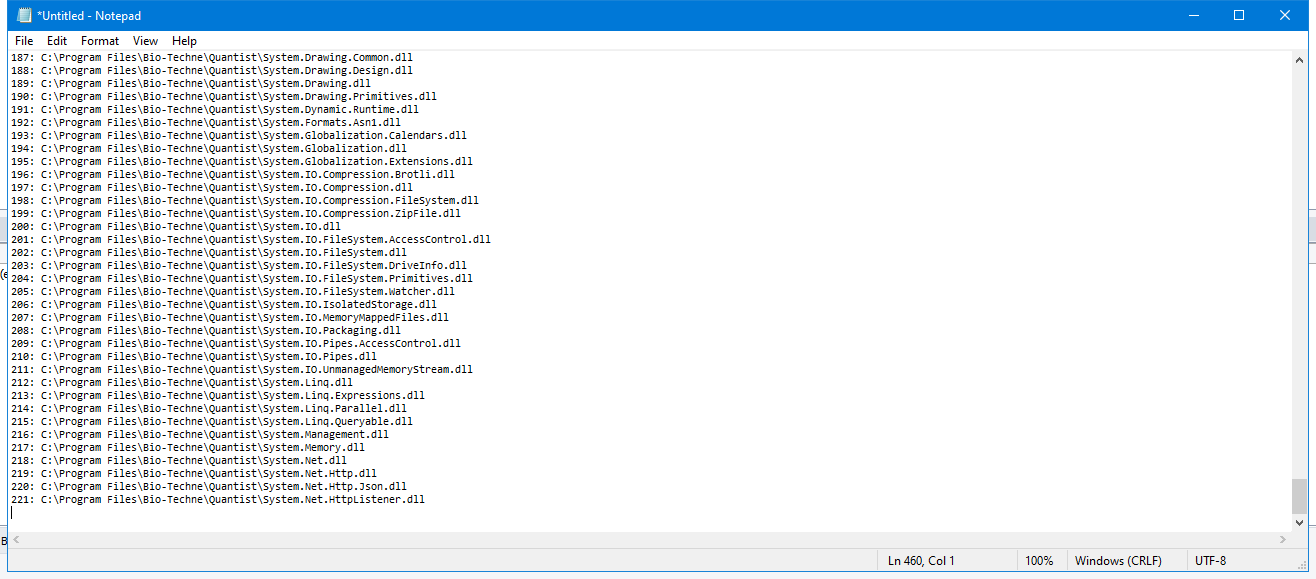 *Untitled - Notepad
File Edit Format View Help
187: C:\Program Files\Bio-Techne\Quantist\System.Drawing.Common.dll
188: C:\Program Files\Bio-Techne\Quantist\System.Drawing.Design.dll
189: C:\Program Files\Bio-Techne\Quantist\System.Drawing.dll
190: C:\Program Files\Bio-Techne\Quantist\System.Drawing.Primitives.dll
191: C:\Program Files\Bio-Techne\Quantist\System.Dynamic.Runtime.dll
192: C:\Program Files\Bio-Techne\Quantist\System.Formats.Asn1.dll
193: C:\Program Files\Bio-Techne\Quantist\System.Globalization.Calendars.dll
194: C:\Program Files\Bio-Techne\Quantist\System.Globalization.dll
195: C:\Program Files\Bio-Techne\Quantist\System.Globalization.Extensions.dll
196: C:\Program Files\Bio-Techne\Quantist\System.IO.Compression.Brotli.dll
197: C:\Program Files\Bio-Techne\Quantist\System.IO.Compression.dll
198: C:\Program Files\Bio-Techne\Quantist\System.IO.Compression.FileSystem.dll
199: C:\Program Files\Bio-Techne\Quantist\System.IO.Compression.ZipFile.dll
200: C:\Program Files\Bio-Techne\Quantist\System.IO.dll
201: C:\Program Files\Bio-Techne\Quantist\System.IO.FileSystem.AccessControl.dll
202: C:\Program Files\Bio-Techne\Quantist\System.IO.FileSystem.dll
203: C:\Program Files\Bio-Techne\Quantist\System.IO.FileSystem.DriveInfo.dll
204: C:\Program Files\Bio-Techne\Quantist\System.IO.FileSystem.Primitives.dll
205: C:\Program Files\Bio-Techne\Quantist\System.IO.FileSystem.Watcher.dll
206: C:\Program Files\Bio-Techne\Quantist\System.IO.IsolatedStorage.dll
207: C:\Program Files\Bio-Techne\Quantist\System.IO.MemoryMappedFiles.dll
208: C:\Program Files\Bio-Techne\Quantist\System.IO.Packaging.dll
209: C:\Program Files\Bio-Techne\Quantist\System.IO.Pipes.AccessControl.dll
210: C:\Program Files\Bio-Techne\Quantist\System.IO.Pipes.dll
211: C:\Program Files\Bio-Techne\Quantist\System.IO.UnmanagedMemoryStream.dll
212: C:\Program Files\Bio-Techne\Quantist\System.Linq.dll
213: C:\Program Files\Bio-Techne\Quantist\System.Linq.Expressions.dll
214: C:\Program Files\Bio-Techne\Quantist\System.Linq.Parallel.dll
215: C:\Program Files\Bio-Techne\Quantist\System.Linq.Queryable.dll
216: C:\Program Files\Bio-Techne\Quantist\System.Management.dll
217: C:\Program Files\Bio-Techne\Quantist\System.Memory.dll
218: C:\Program Files\Bio-Techne\Quantist\System.Net.dll
219: C:\Program Files\Bio-Techne\Quantist\System.Net.Http.dll
220: C:\Program Files\Bio-Techne\Quantist\System.Net.Http.Json.dll
221: C:\Program Files\Bio-Techne\Quantist\System.Net.HttpListener.dll
Ln 460, Col 1 100% Windows (CRLF) UTF-8